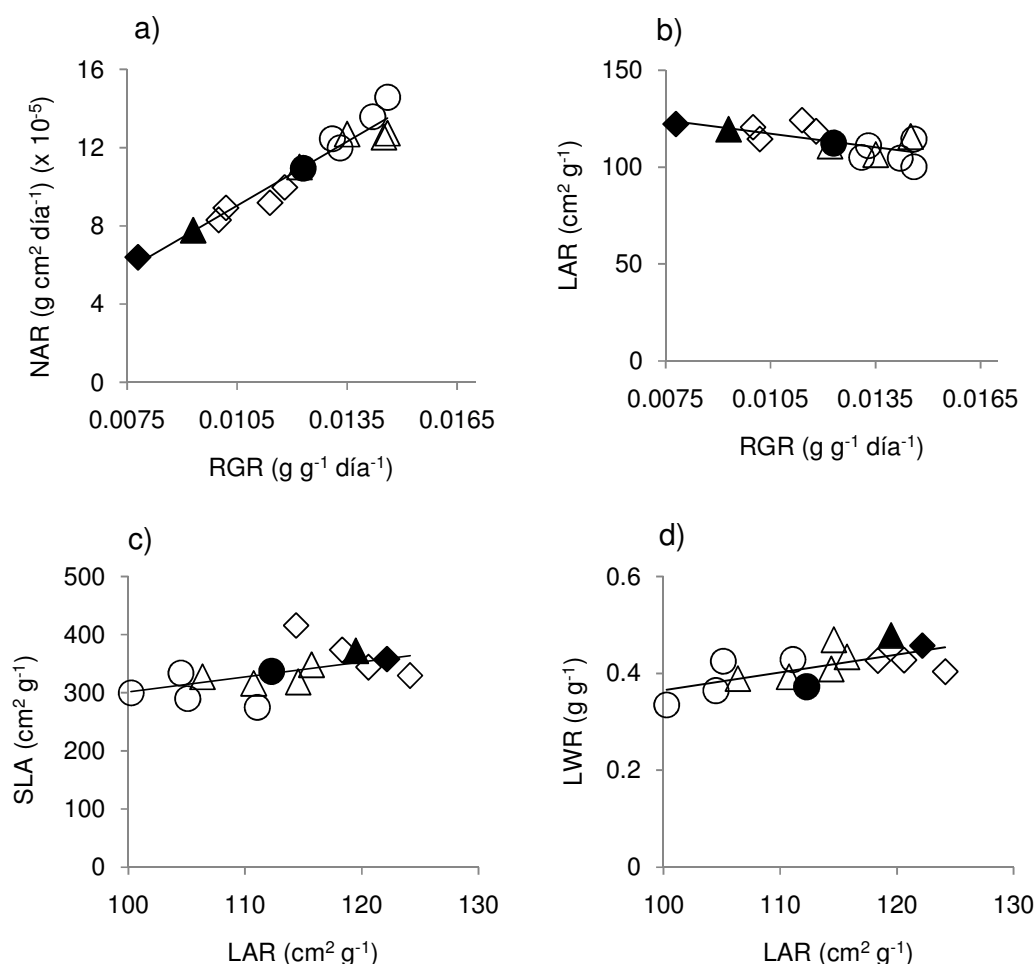 a)
NAR (g cm² día⁻¹) (x 10⁻⁵)
16
12
8
4
0
0.0075 0.0105 0.0135 0.0165
RGR (g g⁻¹ día⁻¹)
b)
LAR (cm² g⁻¹)
150
100
50
0
0.0075 0.0105 0.0135 0.0165
RGR (g g⁻¹ día⁻¹)
c)
SLA (cm² g⁻¹)
500
400
300
200
100
0
100 110 120 130
LAR (cm² g⁻¹)
d)
LWR (g g⁻¹)
0.6
0.4
0.2
0
100 110 120 130
LAR (cm² g⁻¹)